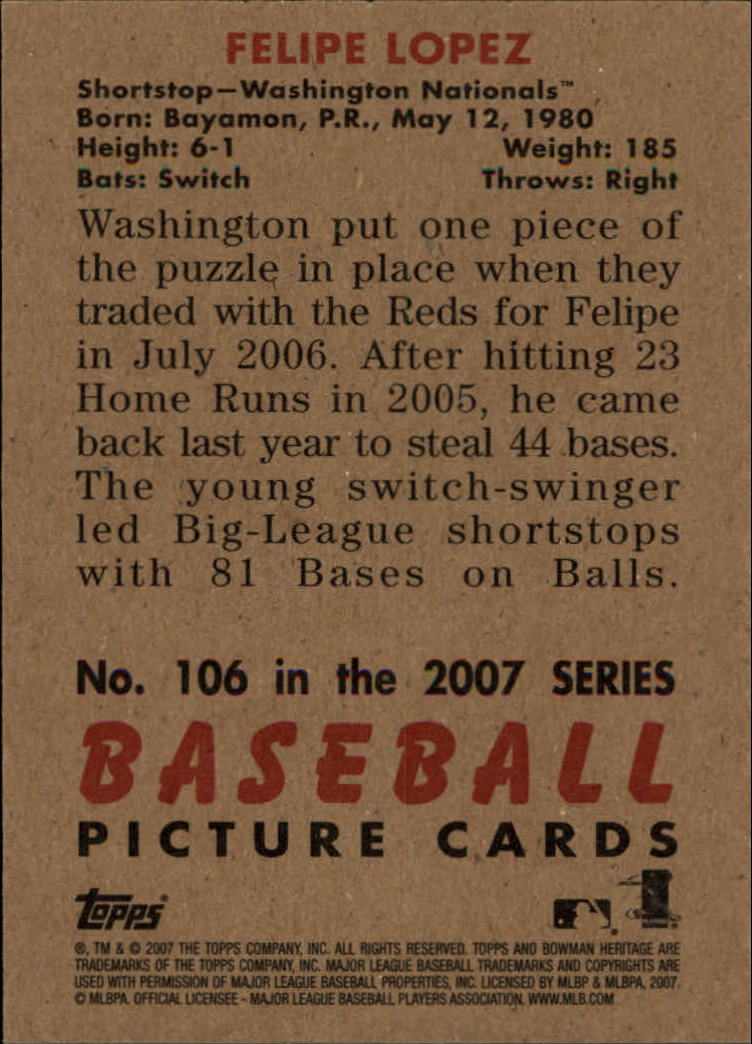 FELIPE LOPEZ
Shortstop—Washington Nationals™
Born: Bayamon, P.R., May 12, 1980
Height: 6-1 Weight: 185
Bats: Switch Throws: Right
Washington put one piece of
the puzzle in place when they
traded with the Reds for Felipe
in July 2006. After hitting 23
Home Runs in 2005, he came
back last year to steal 44 bases.
The young switch-swinger
led Big-League shortstops
with 81 Bases on Balls.
No. 106 in the 2007 SERIES
BASEBALL
PICTURE CARDS
Topps
®, TM & © 2007 THE TOPPS COMPANY, INC. ALL RIGHTS RESERVED. TOPPS AND BOWMAN HERITAGE ARE
TRADEMARKS OF THE TOPPS COMPANY, INC. MAJOR LEAGUE BASEBALL TRADEMARKS AND COPYRIGHTS ARE
USED WITH PERMISSION OF MAJOR LEAGUE BASEBALL PROPERTIES, INC. LICENSED BY MLBP & MLBPA, 2007.
© MLBPA. OFFICIAL LICENSEE - MAJOR LEAGUE BASEBALL PLAYERS ASSOCIATION. WWW.MLB.COM